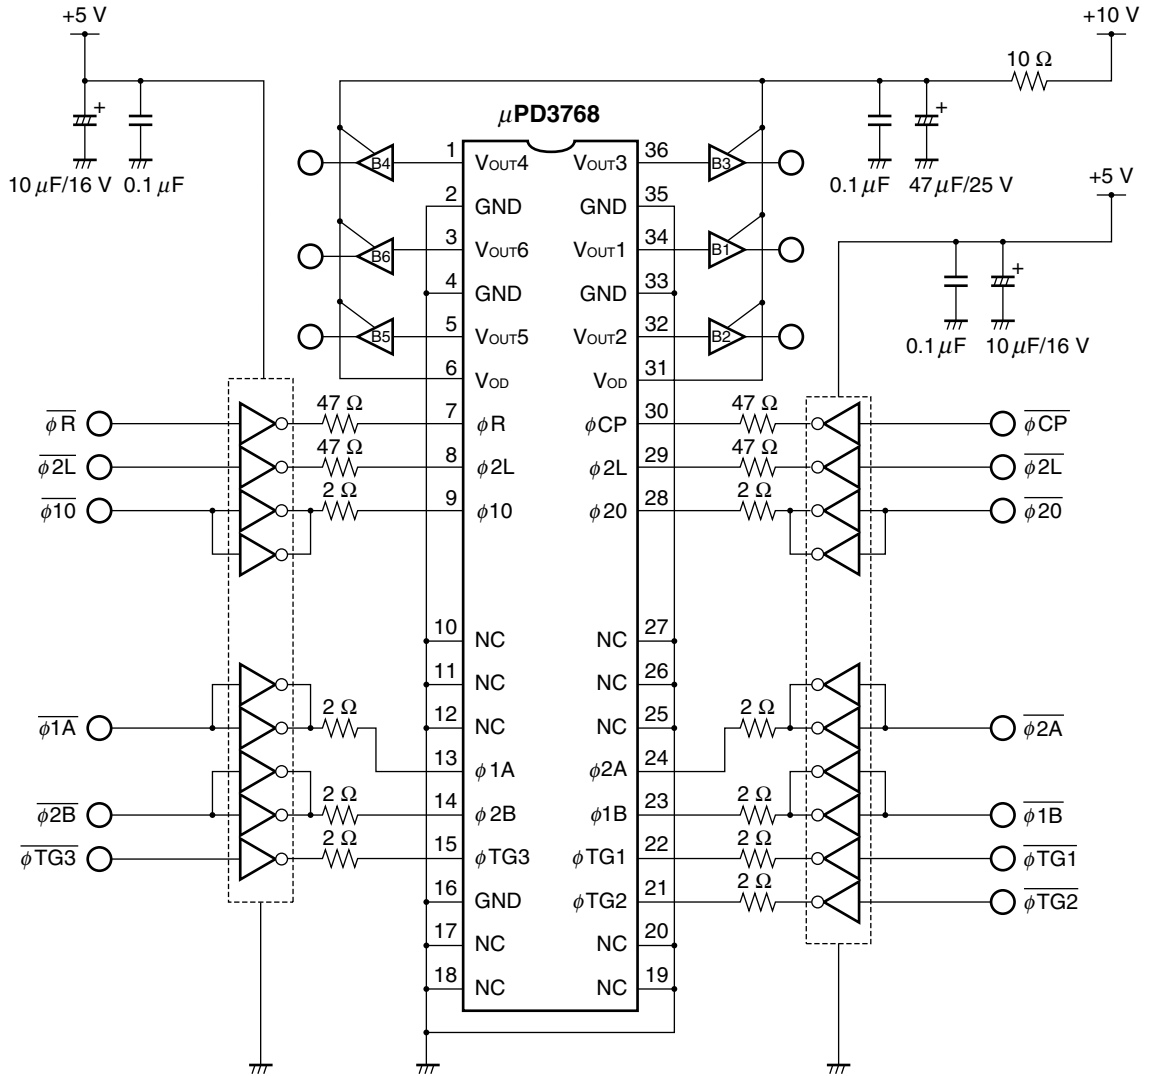 +5 V
+10 V
10 Ω
μPD3768
10 μF/16 V
0.1 μF
0.1 μF
47 μF/25 V
+5 V
0.1 μF
10 μF/16 V
B4
1
VOUT4
VOUT3
36
B3
2
GND
GND
35
B6
3
VOUT6
VOUT1
34
B1
4
GND
GND
33
B5
5
VOUT5
VOUT2
32
B2
6
VOD
VOD
31
φR
47 Ω
7
φR
φCP
30
47 Ω
φCP
φ2L
47 Ω
8
φ2L
φ2L
29
47 Ω
φ2L
φ10
2 Ω
9
φ10
φ20
28
2 Ω
φ20
10
NC
NC
27
11
NC
NC
26
12
NC
NC
25
φ1A
2 Ω
13
φ1A
φ2A
24
2 Ω
φ2A
φ2B
2 Ω
14
φ2B
φ1B
23
2 Ω
φ1B
φTG3
2 Ω
15
φTG3
φTG1
22
2 Ω
φTG1
16
GND
φTG2
21
2 Ω
φTG2
17
NC
NC
20
18
NC
NC
19